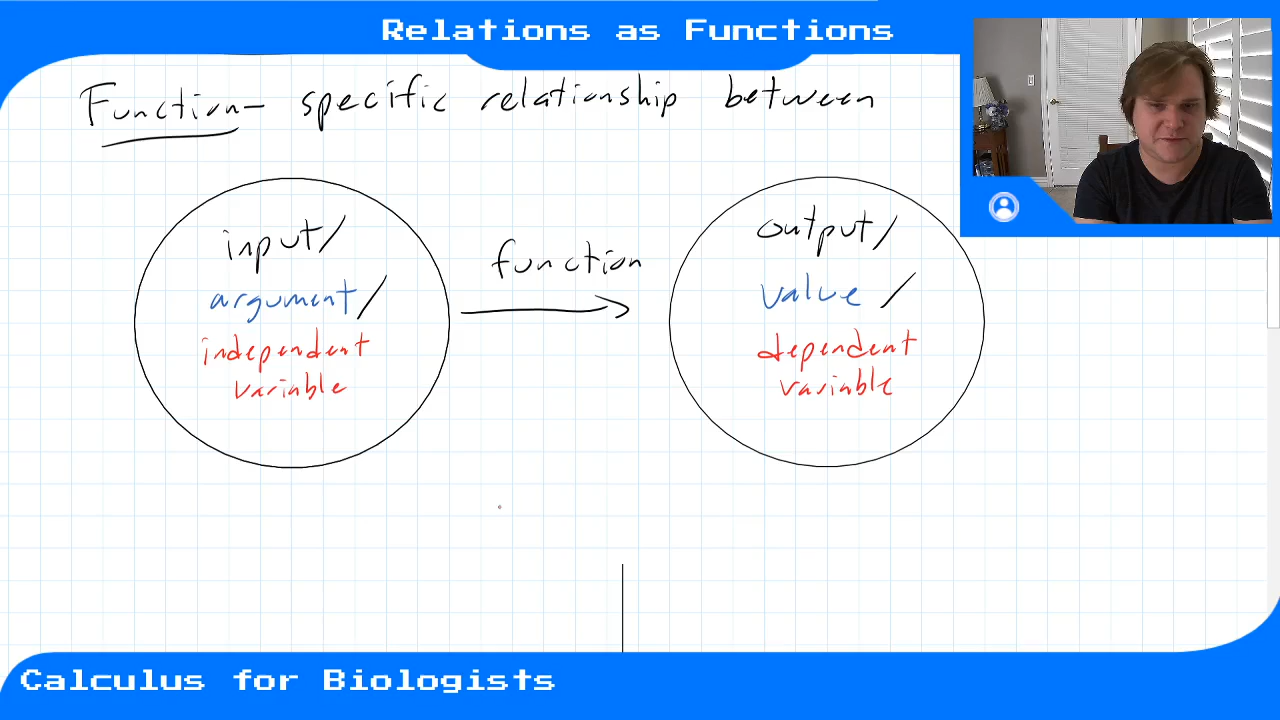 Relations as Functions
Function- specific relationship between
input/
argument/
independent
variable
function
output/
value/
dependent
variable
Calculus for Biologists